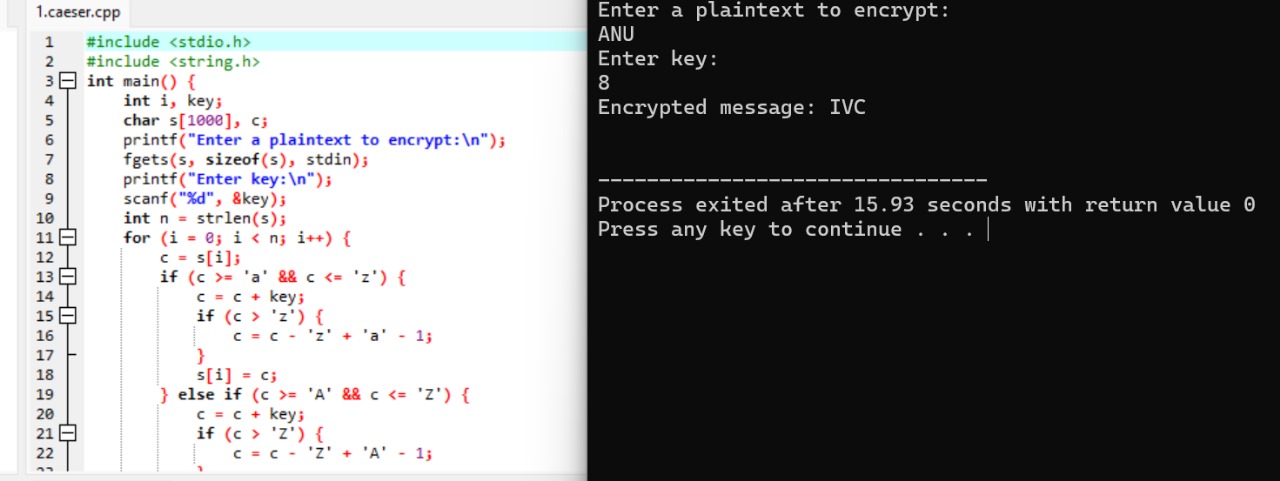 1.caeser.cpp
1 #include <stdio.h>
2 #include <string.h>
3 int main() {
4 int i, key;
5 char s[1000], c;
6 printf("Enter a plaintext to encrypt:\n");
7 fgets(s, sizeof(s), stdin);
8 printf("Enter key:\n");
9 scanf("%d", &key);
10 int n = strlen(s);
11 for (i = 0; i < n; i++) {
12 c = s[i];
13 if (c >= 'a' && c <= 'z') {
14 c = c + key;
15 if (c > 'z') {
16 c = c - 'z' + 'a' - 1;
17 }
18 s[i] = c;
19 } else if (c >= 'A' && c <= 'Z') {
20 c = c + key;
21 if (c > 'Z') {
22 c = c - 'Z' + 'A' - 1;
Enter a plaintext to encrypt:
ANU
Enter key:
8
Encrypted message: IVC
--------------------------------
Process exited after 15.93 seconds with return value 0
Press any key to continue . . .